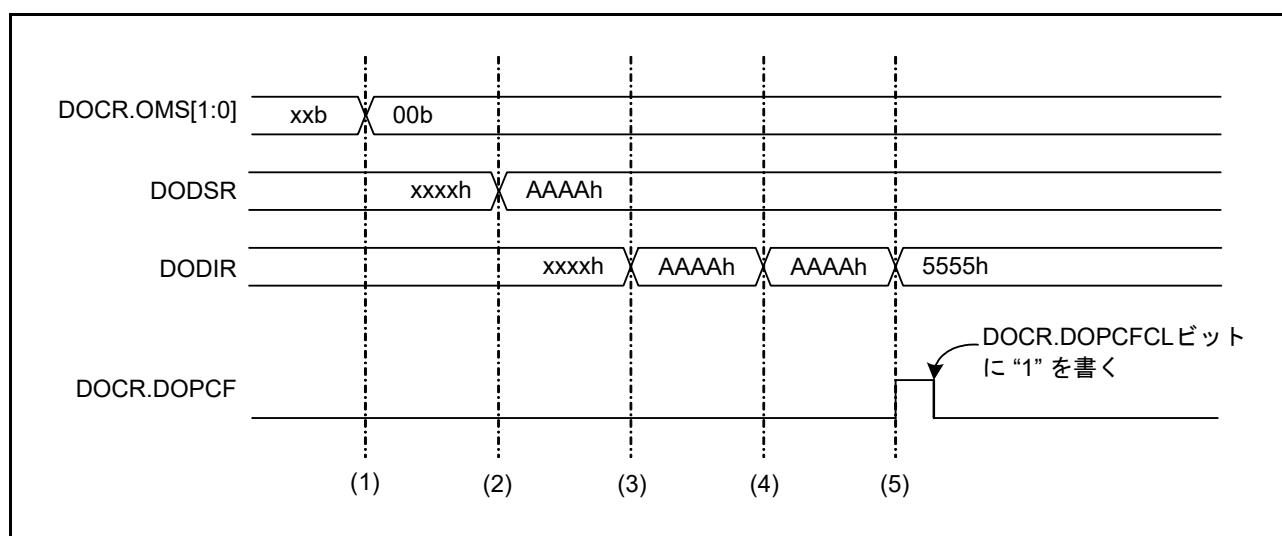 DOCR.OMS[1:0] xxb 00b
DODSR xxxxh AAAAh
DODIR xxxxh AAAAh AAAAh 5555h
DOCR.DOPCFCLビット
に “1” を書く
DOCR.DOPCF
(1) (2) (3) (4) (5)